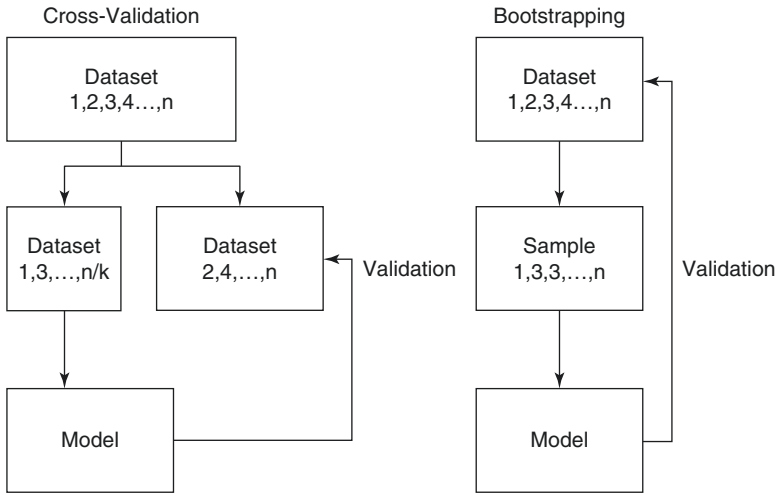 Cross-Validation
Dataset
1,2,3,4…,n
Dataset
1,3,…,n/k
Dataset
2,4,…,n
Validation
Model
Bootstrapping
Dataset
1,2,3,4…,n
Sample
1,3,3,…,n
Validation
Model